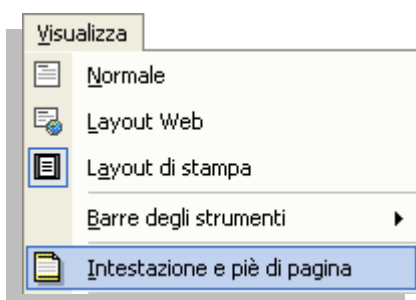 Visualizza
Normale
Layout Web
Layout di stampa
Barre degli strumenti
Intestazione e piè di pagina